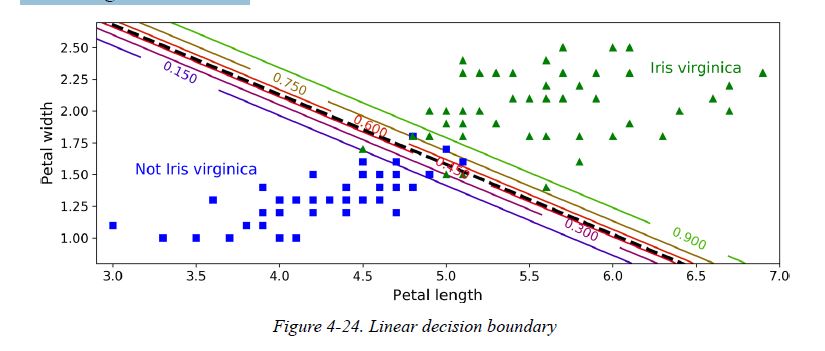 2.50
2.25
2.00
1.75
1.50
1.25
1.00
Petal width
0.150
0.750
0.600
0.450
0.300
0.900
Iris virginica
Not Iris virginica
3.0 3.5 4.0 4.5 5.0 5.5 6.0 6.5 7.0
Petal length
Figure 4-24. Linear decision boundary